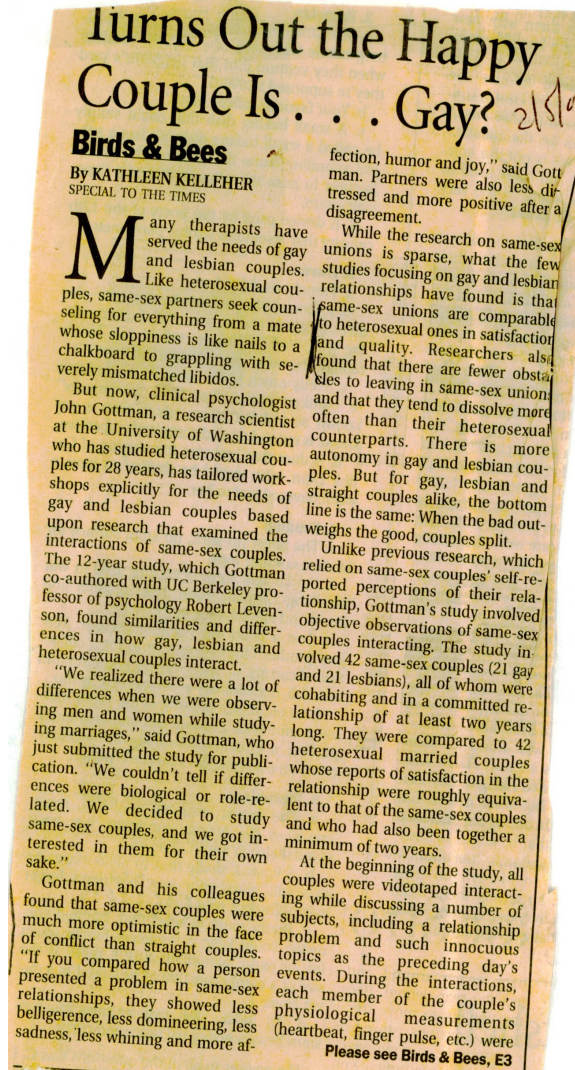 Turns Out the Happy
Couple Is . . . Gay?
2/5/0
Birds & Bees
By KATHLEEN KELLEHER
SPECIAL TO THE TIMES
Many therapists have
served the needs of gay
and lesbian couples.
Like heterosexual cou-
ples, same-sex partners seek coun-
seling for everything from a mate
whose sloppiness is like nails to a
chalkboard to grappling with se-
verely mismatched libidos.
But now, clinical psychologist
John Gottman, a research scientist
at the University of Washington
who has studied heterosexual cou-
ples for 28 years, has tailored work-
shops explicitly for the needs of
gay and lesbian couples based
upon research that examined the
interactions of same-sex couples.
The 12-year study, which Gottman
co-authored with UC Berkeley pro-
fessor of psychology Robert Leven-
son, found similarities and differ-
ences in how gay, lesbian and
heterosexual couples interact.
"We realized there were a lot of
differences when we were observ-
ing men and women while study-
ing marriages," said Gottman, who
just submitted the study for publi-
cation. "We couldn't tell if differ-
ences were biological or role-re-
lated. We decided to study
same-sex couples, and we got in-
terested in them for their own
sake."
Gottman and his colleagues
found that same-sex couples were
much more optimistic in the face
of conflict than straight couples.
"If you compared how a person
presented a problem in same-sex
relationships, they showed less
belligerence, less domineering, less
sadness, less whining and more af-
fection, humor and joy," said Gott
man. Partners were also less di-
tressed and more positive after a
disagreement.
While the research on same-sex
unions is sparse, what the few
studies focusing on gay and lesbian
relationships have found is that
same-sex unions are comparable
to heterosexual ones in satisfaction
and quality. Researchers also
found that there are fewer obsta-
cles to leaving in same-sex unions
and that they tend to dissolve more
often than their heterosexual
counterparts. There is more
autonomy in gay and lesbian cou-
ples. But for gay, lesbian and
straight couples alike, the bottom
line is the same: When the bad out-
weighs the good, couples split.
Unlike previous research, which
relied on same-sex couples' self-re-
ported perceptions of their rela-
tionship, Gottman's study involved
objective observations of same-sex
couples interacting. The study in-
volved 42 same-sex couples (21 gay
and 21 lesbians), all of whom were
cohabiting and in a committed re-
lationship of at least two years
long. They were compared to 42
heterosexual married couples
whose reports of satisfaction in the
relationship were roughly equiva-
lent to that of the same-sex couples
and who had also been together a
minimum of two years.
At the beginning of the study, all
couples were videotaped interact-
ing while discussing a number of
subjects, including a relationship
problem and such innocuous
topics as the preceding day's
events. During the interactions,
each member of the couple's
physiological measurements
(heartbeat, finger pulse, etc.) were
Please see Birds & Bees, E3